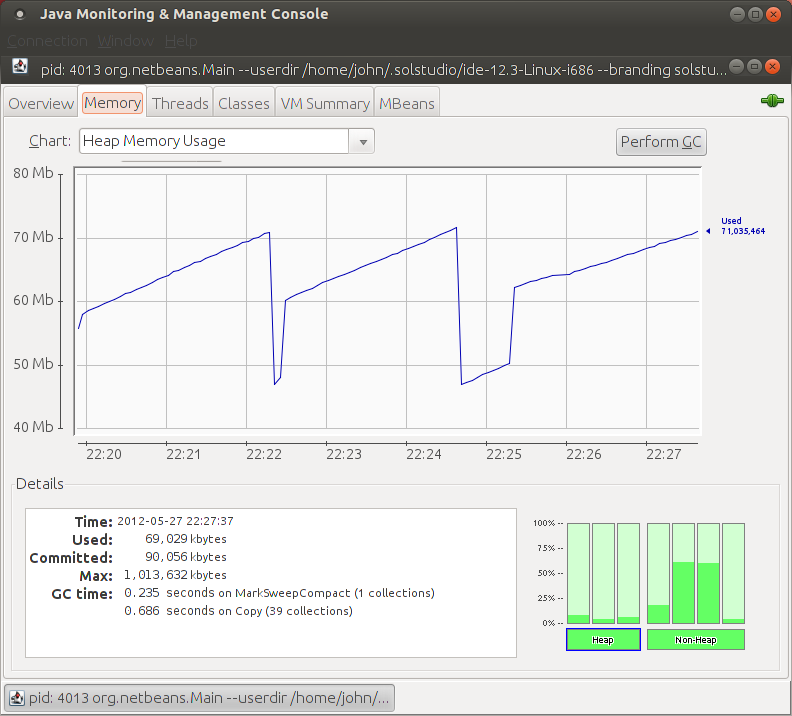 Java Monitoring & Management Console
Connection Window Help
pid: 4013 org.netbeans.Main --userdir /home/john/.solstudio/ide-12.3-Linux-i686 --branding solstu...
Overview Memory Threads Classes VM Summary MBeans
Chart: Heap Memory Usage Perform GC
80 Mb
70 Mb
60 Mb
50 Mb
40 Mb
Used
71,035,464
22:20 22:21 22:22 22:23 22:24 22:25 22:26 22:27
Details
Time: 2012-05-27 22:27:37
Used: 69,029 kbytes
Committed: 90,056 kbytes
Max: 1,013,632 kbytes
GC time: 0.235 seconds on MarkSweepCompact (1 collections)
0.686 seconds on Copy (39 collections)
100% --
75% --
50% --
25% --
0% --
Heap Non-Heap
pid: 4013 org.netbeans.Main --userdir /home/john/...